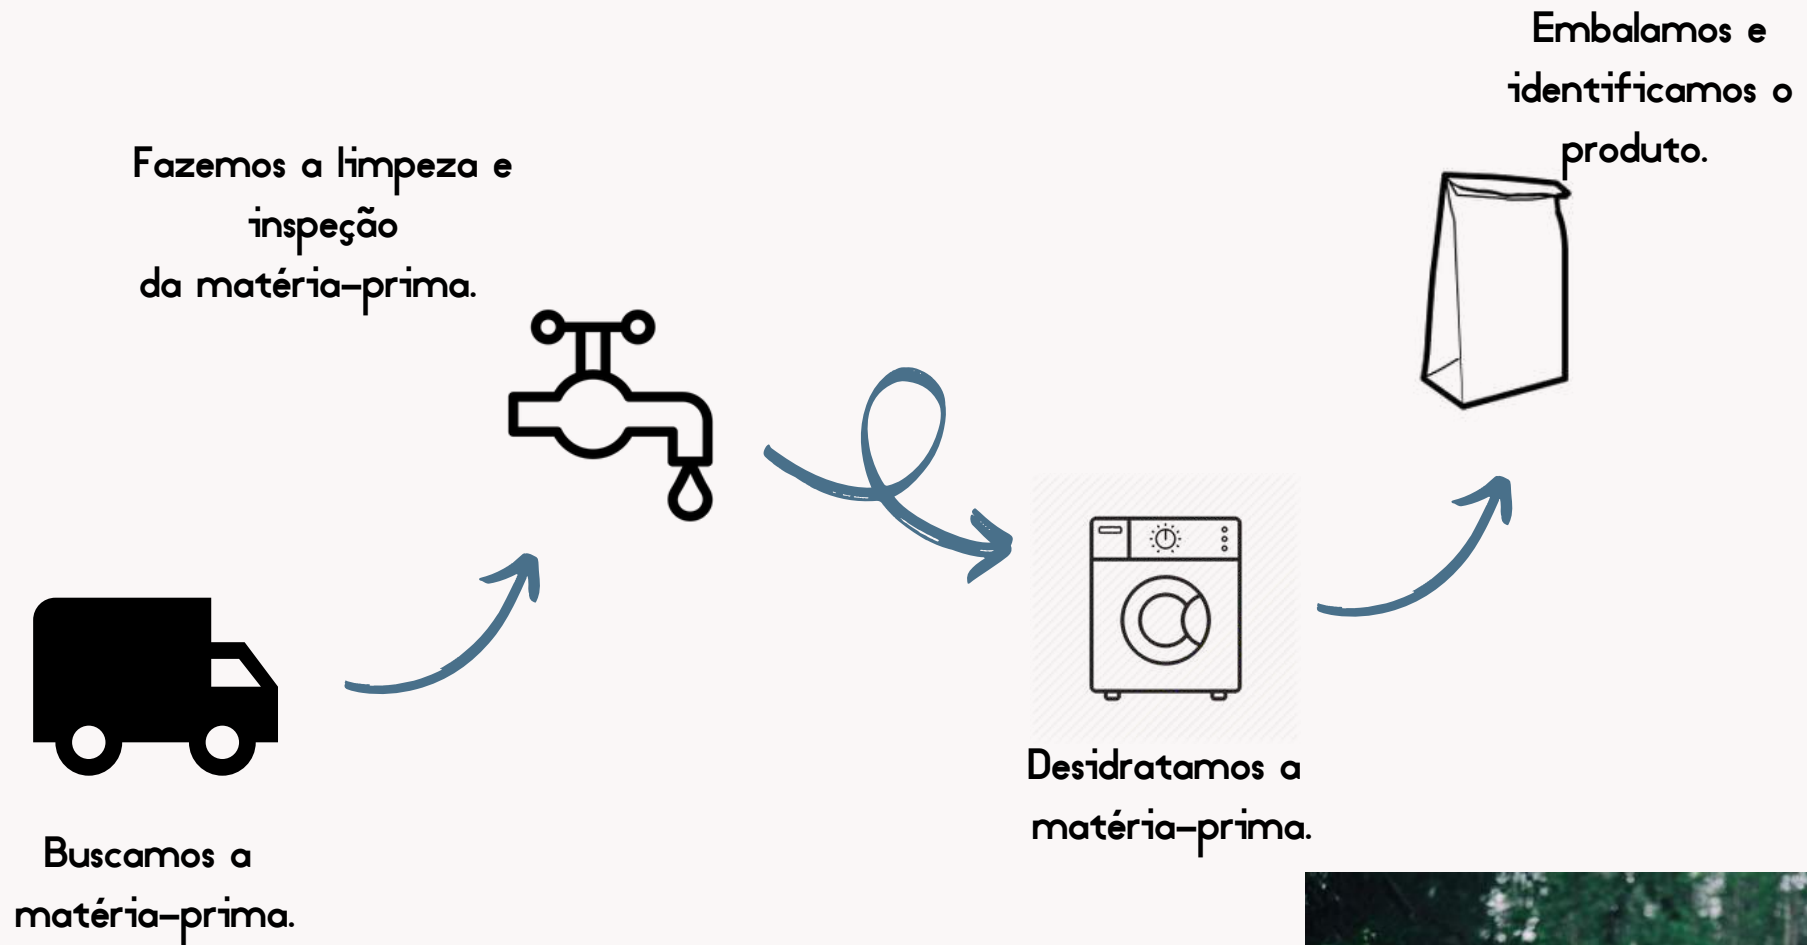 Buscamos a
matéria-prima.
Fazemos a limpeza e
inspeção
da matéria-prima.
Desidratamos a
matéria-prima.
Embalamos e
identificamos o
produto.